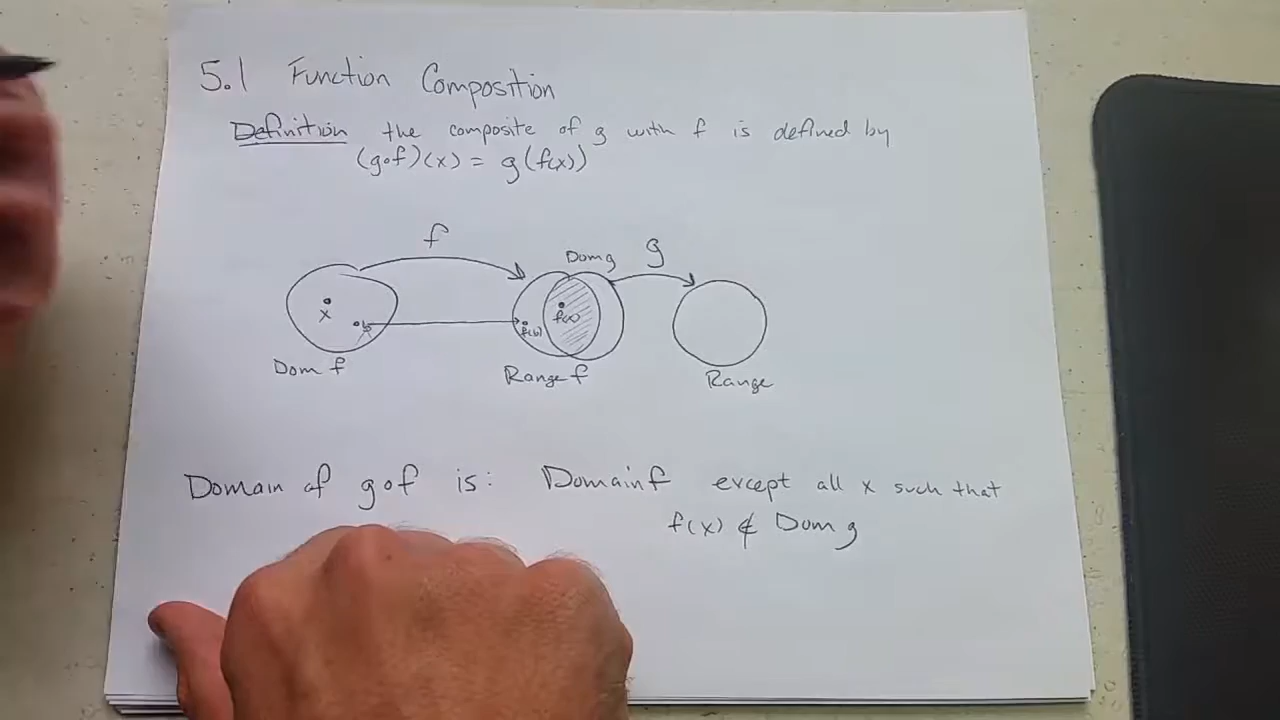 5.1 Function Composition
Definition the composite of g with f is defined by
(g∘f)(x) = g(f(x))
f
Dom g
g
x
b
f(b)
f(x)
Dom f
Range f
Range
Domain of g∘f is: Domain f except all x such that
f(x) ∉ Dom g